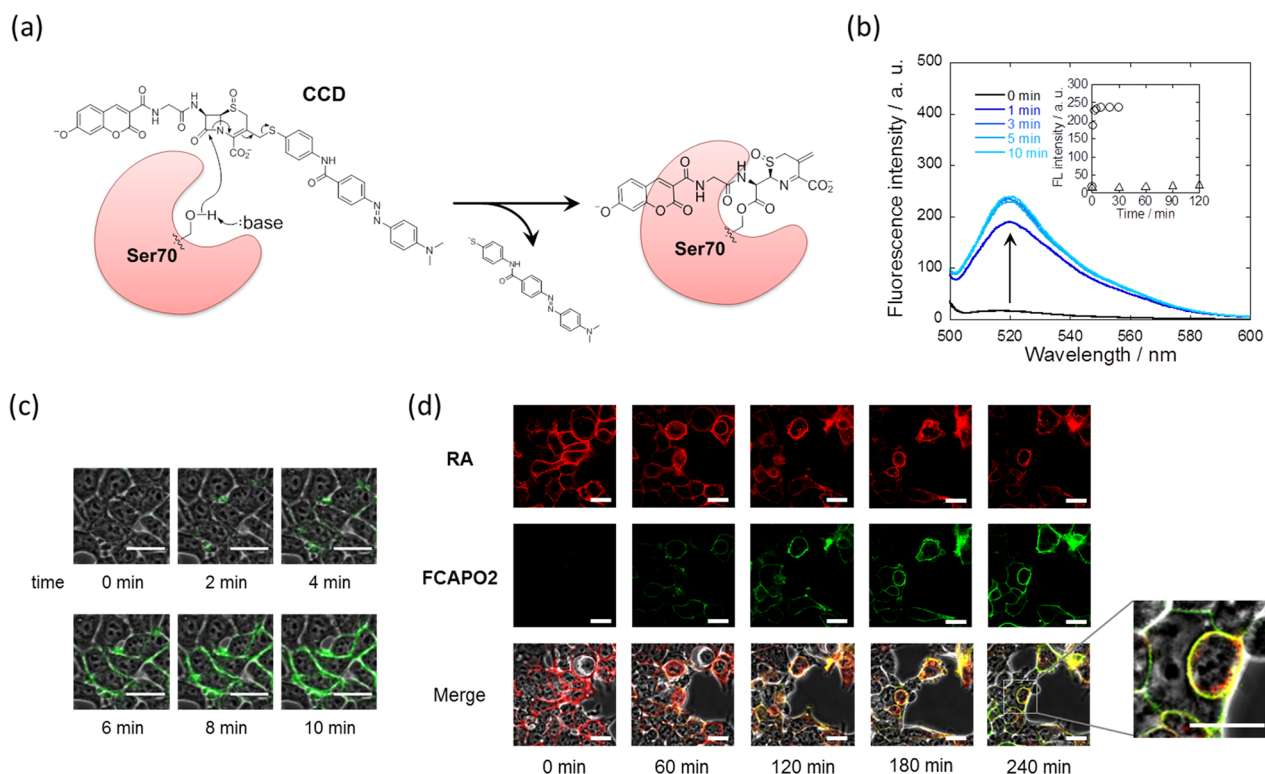 (a)
CCD
Ser70
:base
Ser70
(b)
Fluorescence intensity / a. u.
500
400
300
200
100
0
0 min
1 min
3 min
5 min
10 min
FL intensity / a. u.
300
250
200
150
100
50
0
0 30 60 90 120
Time / min
500 520 540 560 580 600
Wavelength / nm
(c)
time 0 min 2 min 4 min
6 min 8 min 10 min
(d)
RA
FCAPO2
Merge
0 min 60 min 120 min 180 min 240 min